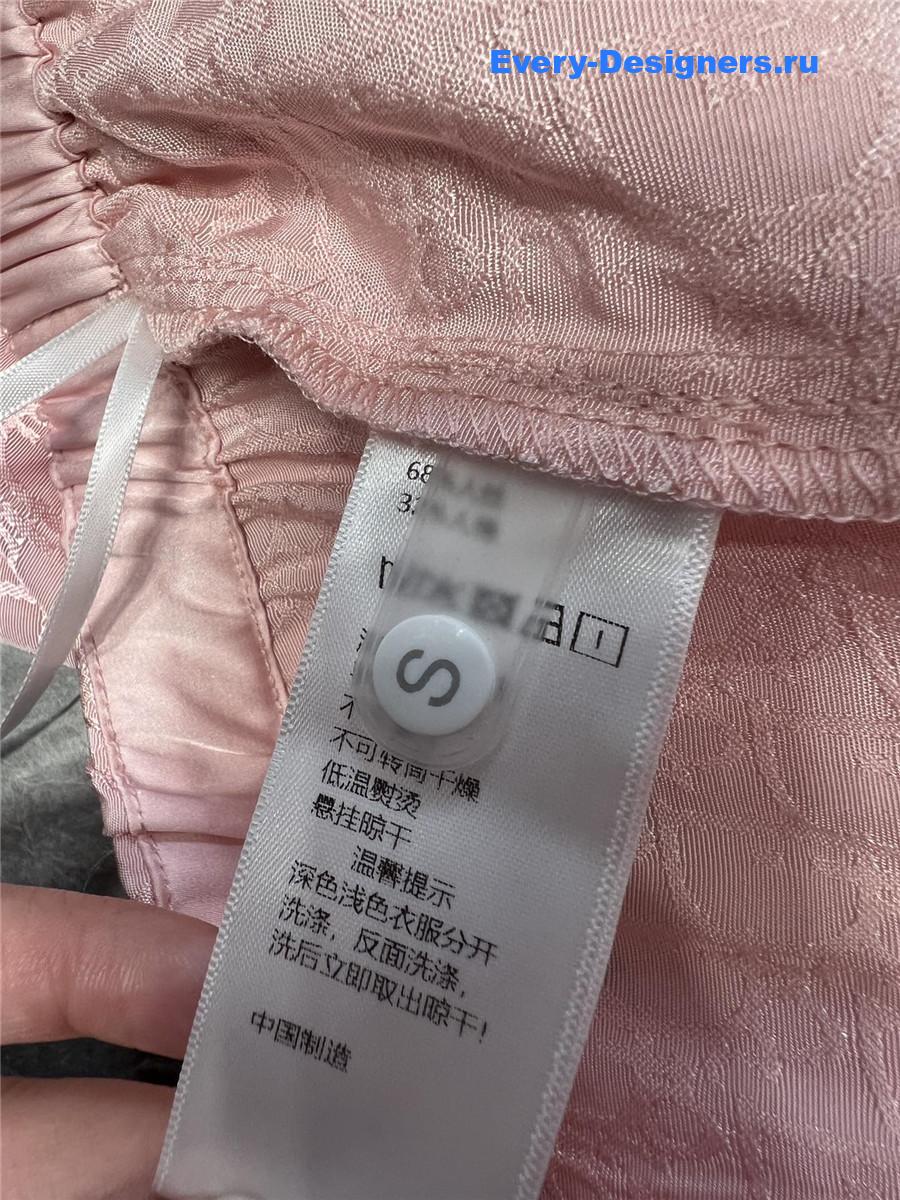 Every-Designers.ru
S
不可转筒干燥
低温熨烫
悬挂晾干
温馨提示
深色浅色衣服分开
洗涤，反面洗涤，
洗后立即取出晾干!
中国制造